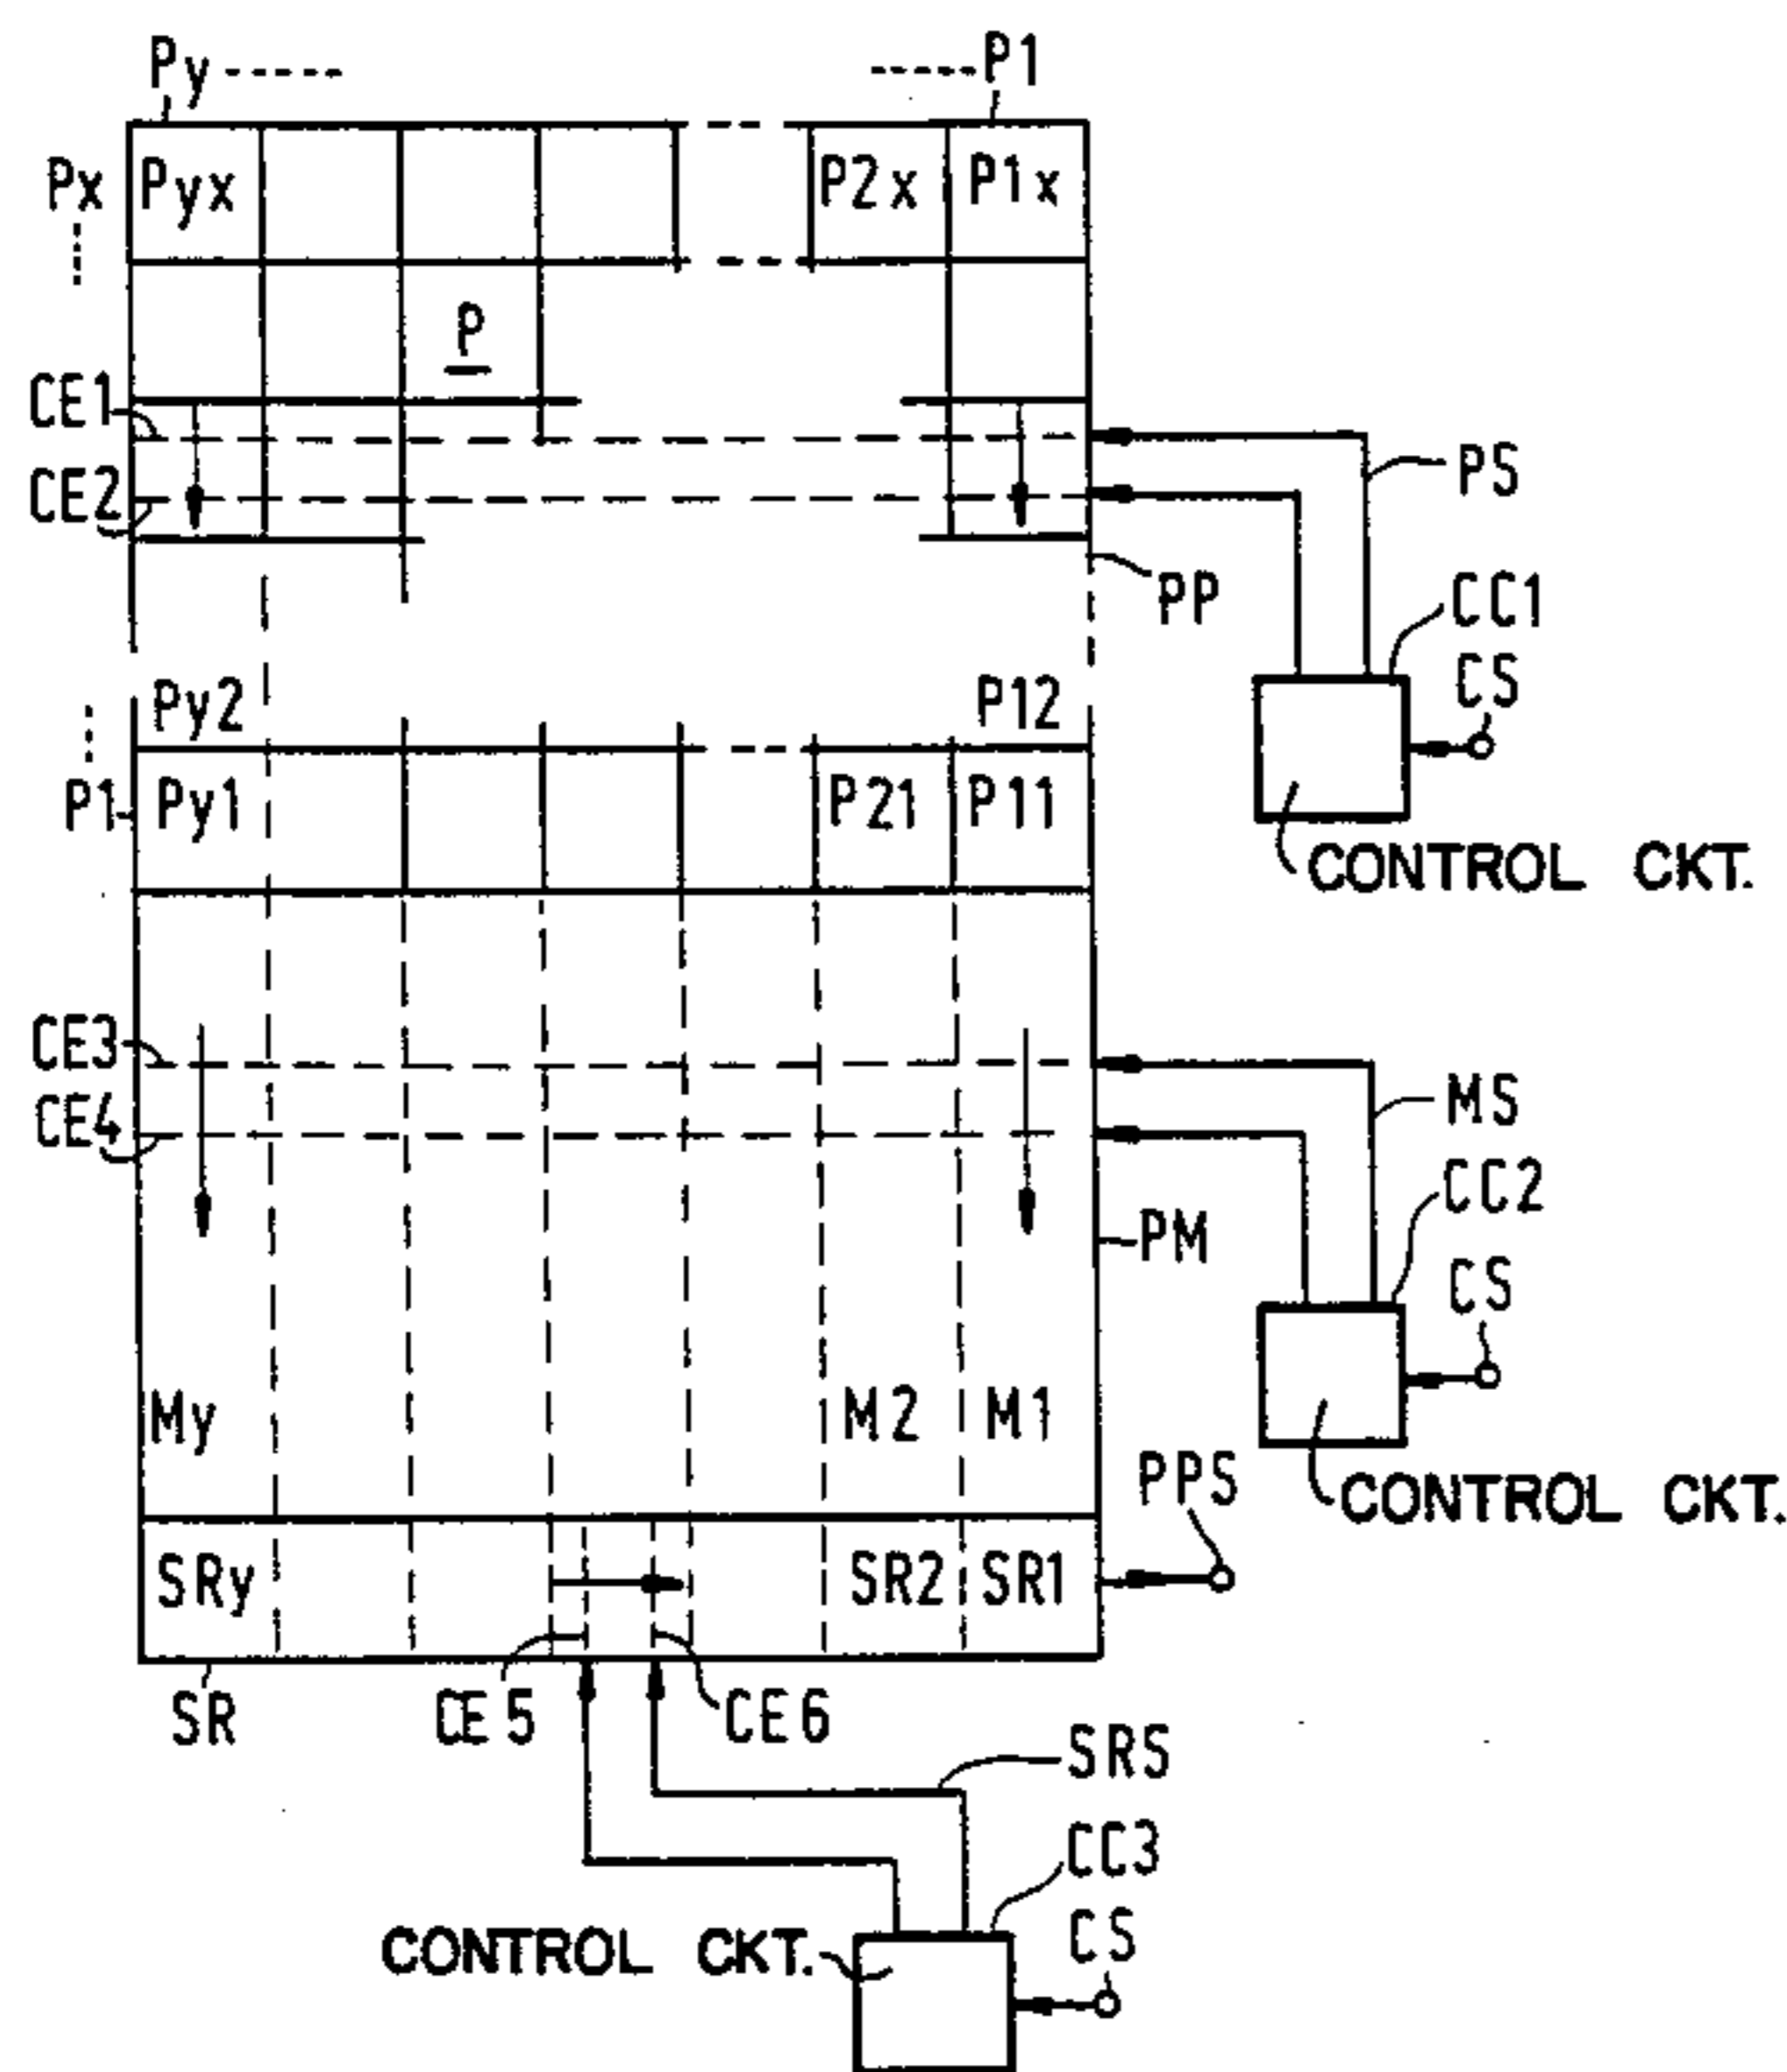 Py ------ ----- P1
Px Pyx P2x P1x
P
CE1
PS
CE2
PP
CC1
CS
Py2 P12
P1 Py1 P21 P11
CONTROL CKT.
CE3
MS
CE4
CC2
PM
CS
My M2 M1
PPS
CONTROL CKT.
SRy SR2 SR1
SR CE5 CE6
SRS
CC3
CS
CONTROL CKT.